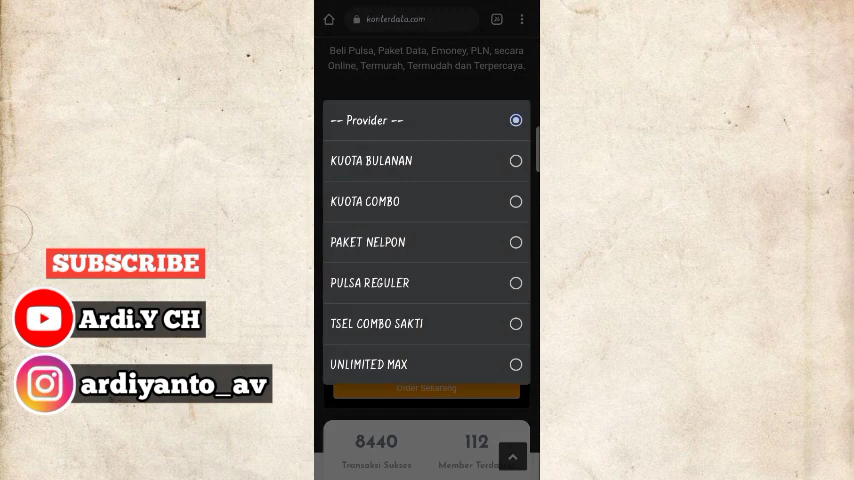 konterdata.com
26
Beli Pulsa, Paket Data, Emoney, PLN, secara
Online, Termurah, Termudah dan Terpercaya.
-- Provider --
KUOTA BULANAN
KUOTA COMBO
PAKET NELPON
PULSA REGULER
TSEL COMBO SAKTI
UNLIMITED MAX
Order Sekarang
8440
Transaksi Sukses
112
Member
SUBSCRIBE
Ardi.Y CH
ardiyanto_av